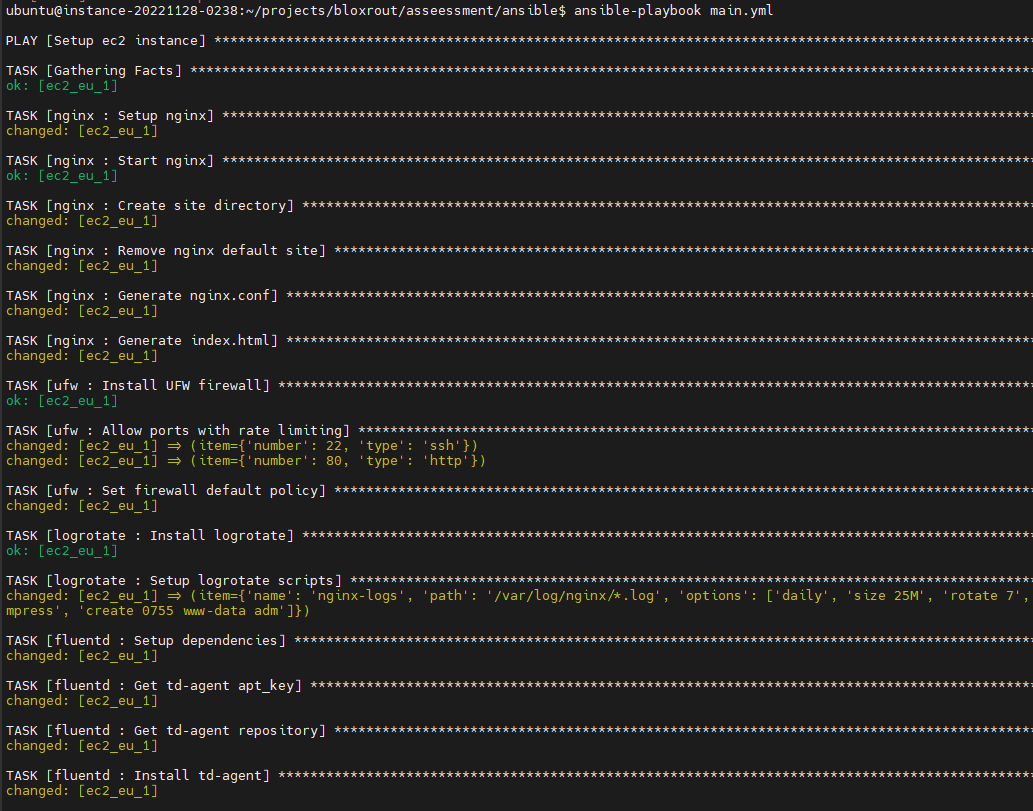 ubuntu@instance-20221128-0238:~/projects/bloxrout/asseessment/ansible$ ansible-playbook main.yml
PLAY [Setup ec2 instance] ******************************************************************************************************
TASK [Gathering Facts] *********************************************************************************************************
ok: [ec2_eu_1]
TASK [nginx : Setup nginx] *****************************************************************************************************
changed: [ec2_eu_1]
TASK [nginx : Start nginx] *****************************************************************************************************
ok: [ec2_eu_1]
TASK [nginx : Create site directory] *******************************************************************************************
changed: [ec2_eu_1]
TASK [nginx : Remove nginx default site] ***************************************************************************************
changed: [ec2_eu_1]
TASK [nginx : Generate nginx.conf] *********************************************************************************************
changed: [ec2_eu_1]
TASK [nginx : Generate index.html] *********************************************************************************************
changed: [ec2_eu_1]
TASK [ufw : Install UFW firewall] **********************************************************************************************
ok: [ec2_eu_1]
TASK [ufw : Allow ports with rate limiting] ************************************************************************************
changed: [ec2_eu_1] => (item={'number': 22, 'type': 'ssh'})
changed: [ec2_eu_1] => (item={'number': 80, 'type': 'http'})
TASK [ufw : Set firewall default policy] ***************************************************************************************
changed: [ec2_eu_1]
TASK [logrotate : Install logrotate] *******************************************************************************************
ok: [ec2_eu_1]
TASK [logrotate : Setup logrotate scripts] *************************************************************************************
changed: [ec2_eu_1] => (item={'name': 'nginx-logs', 'path': '/var/log/nginx/*.log', 'options': ['daily', 'size 25M', 'rotate 7',
mpress', 'create 0755 www-data adm']})
TASK [fluentd : Setup dependencies] ********************************************************************************************
changed: [ec2_eu_1]
TASK [fluentd : Get td-agent apt_key] ******************************************************************************************
changed: [ec2_eu_1]
TASK [fluentd : Get td-agent repository] ***************************************************************************************
changed: [ec2_eu_1]
TASK [fluentd : Install td-agent] **********************************************************************************************
changed: [ec2_eu_1]